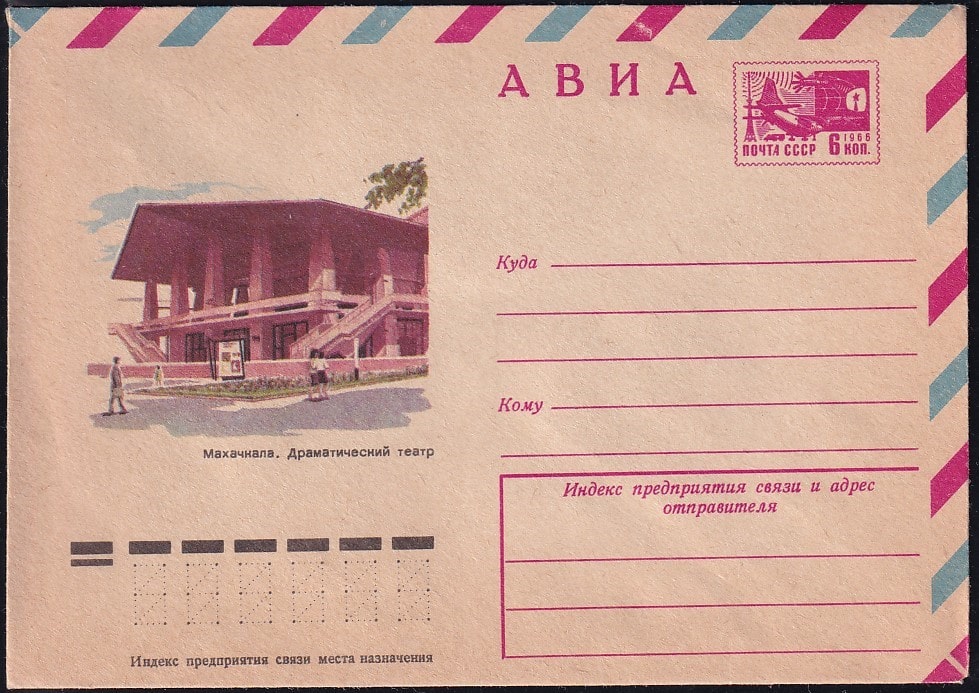 АВИА
ПОЧТА СССР 6 1966 КОП.
Куда
Махачкала. Драматический театр
Кому
Индекс предприятия связи и адрес
отправителя
Индекс предприятия связи места назначения